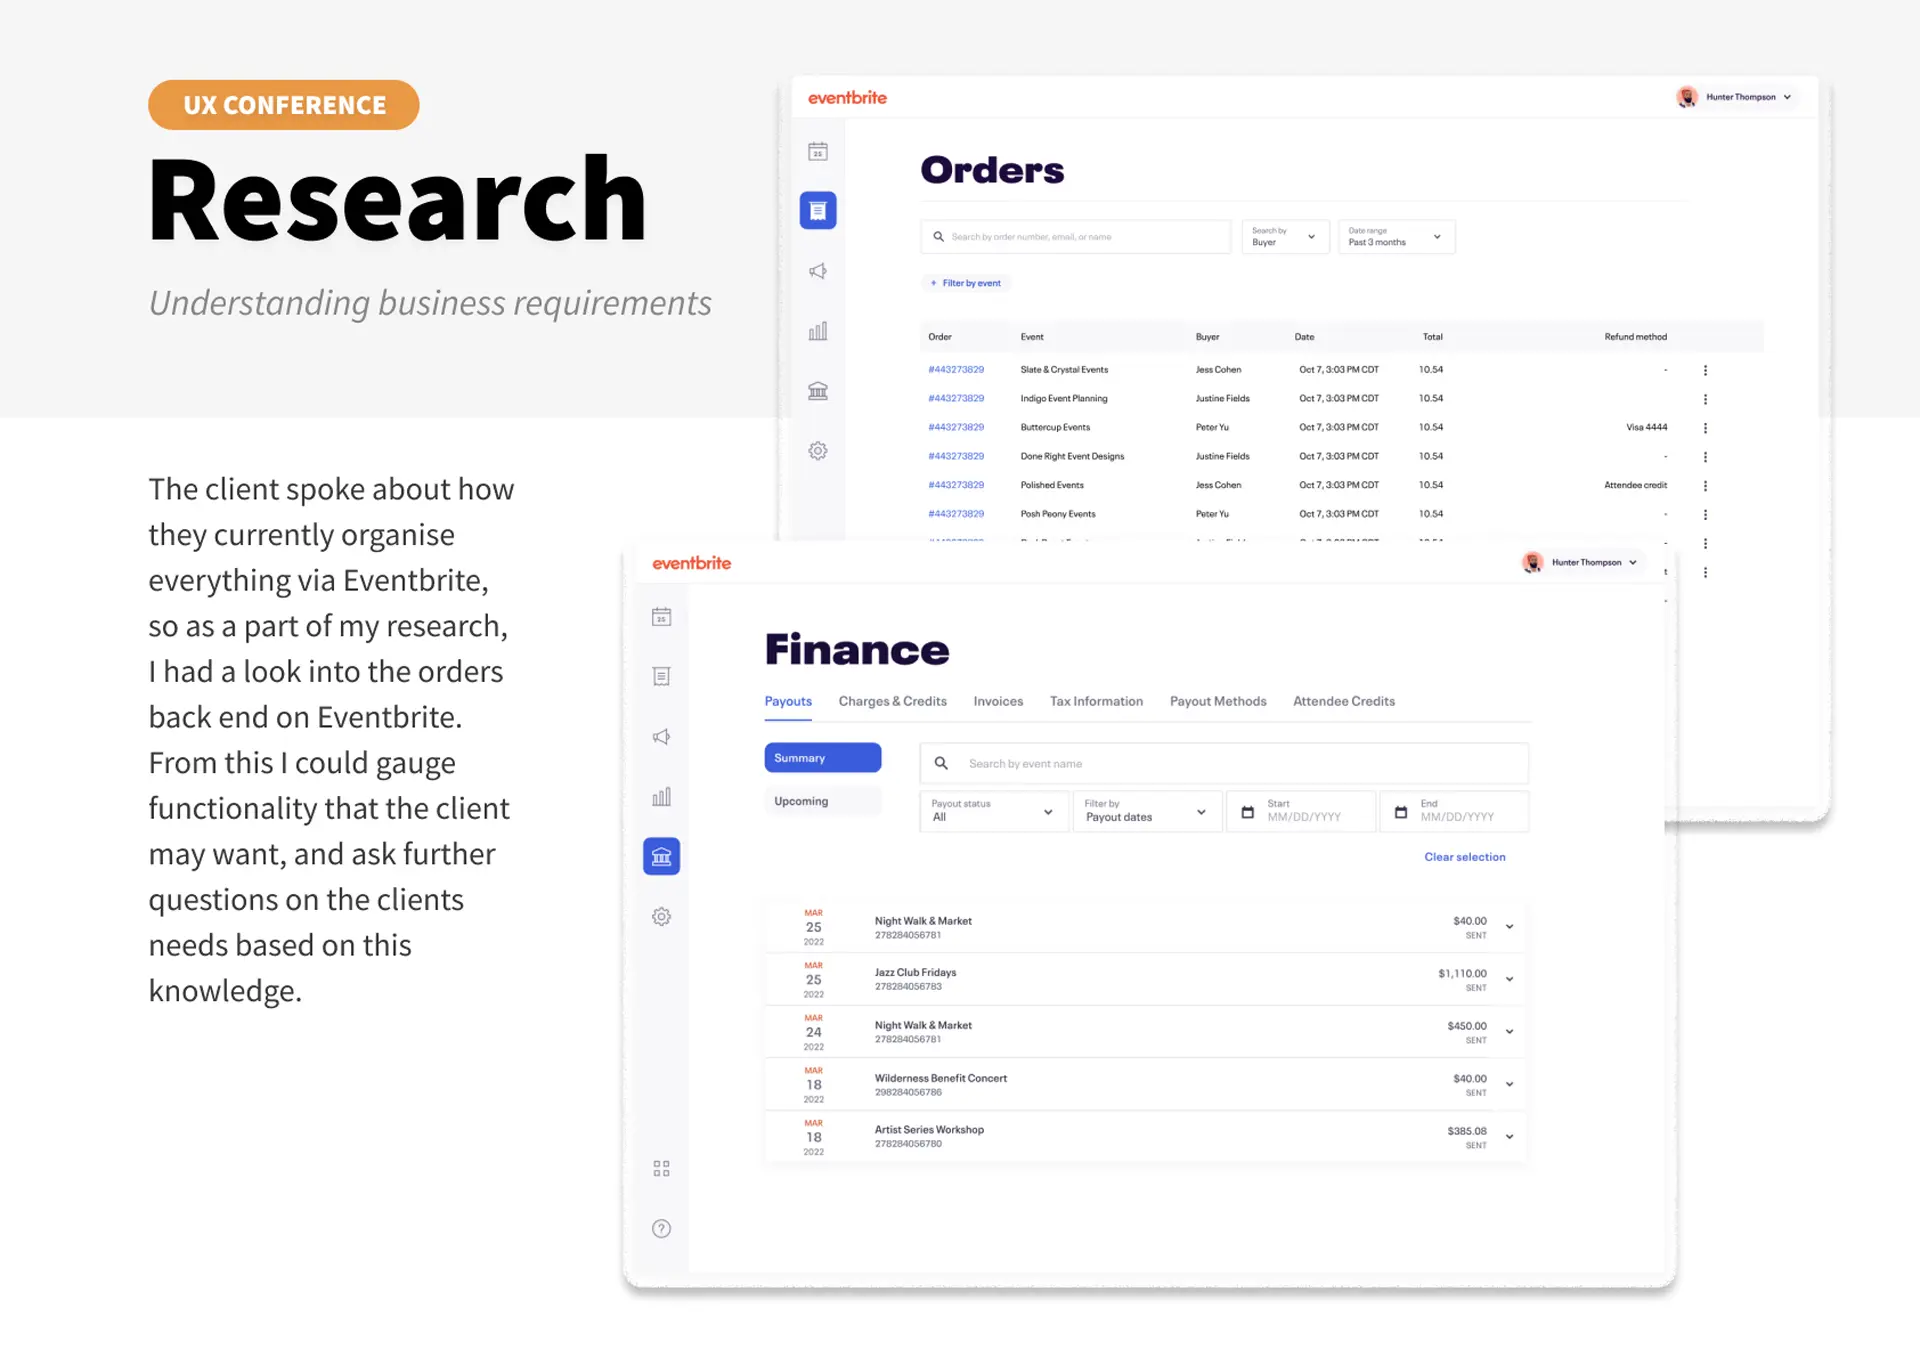 UX CONFERENCE
Research
Understanding business requirements
The client spoke about how
they currently organise
everything via Eventbrite,
so as a part of my research,
I had a look into the orders
back end on Eventbrite.
From this I could gauge
functionality that the client
may want, and ask further
questions on the clients
needs based on this
knowledge.
eventbrite
Hunter Thompson
25
Orders
Search by order number, email, or name
Search by
Buyer
Date range
Past 3 months
+ Filter by event
Order Event Buyer Date Total Refund method
#443273829 Slate & Crystal Events Jess Cohen Oct 7, 3:03 PM CDT 10.54 -
#443273829 Indigo Event Planning Justine Fields Oct 7, 3:03 PM CDT 10.54 -
#443273829 Buttercup Events Peter Yu Oct 7, 3:03 PM CDT 10.54 Visa 4444
#443273829 Done Right Event Designs Justine Fields Oct 7, 3:03 PM CDT 10.54 -
#443273829 Polished Events Jess Cohen Oct 7, 3:03 PM CDT 10.54 Attendee credit
#443273829 Posh Peony Events Peter Yu Oct 7, 3:03 PM CDT 10.54 -
eventbrite
Hunter Thompson
25
Finance
Payouts Charges & Credits Invoices Tax Information Payout Methods Attendee Credits
Summary
Upcoming
Search by event name
Payout status
All
Filter by
Payout dates
Start
MM/DD/YYYY
End
MM/DD/YYYY
Clear selection
MAR
25
2022
Night Walk & Market
278284056781
$40.00
SENT
MAR
25
2022
Jazz Club Fridays
278284056783
$1,110.00
SENT
MAR
24
2022
Night Walk & Market
278284056781
$450.00
SENT
MAR
18
2022
Wilderness Benefit Concert
298284056786
$40.00
SENT
MAR
18
2022
Artist Series Workshop
278284056780
$385.08
SENT
?